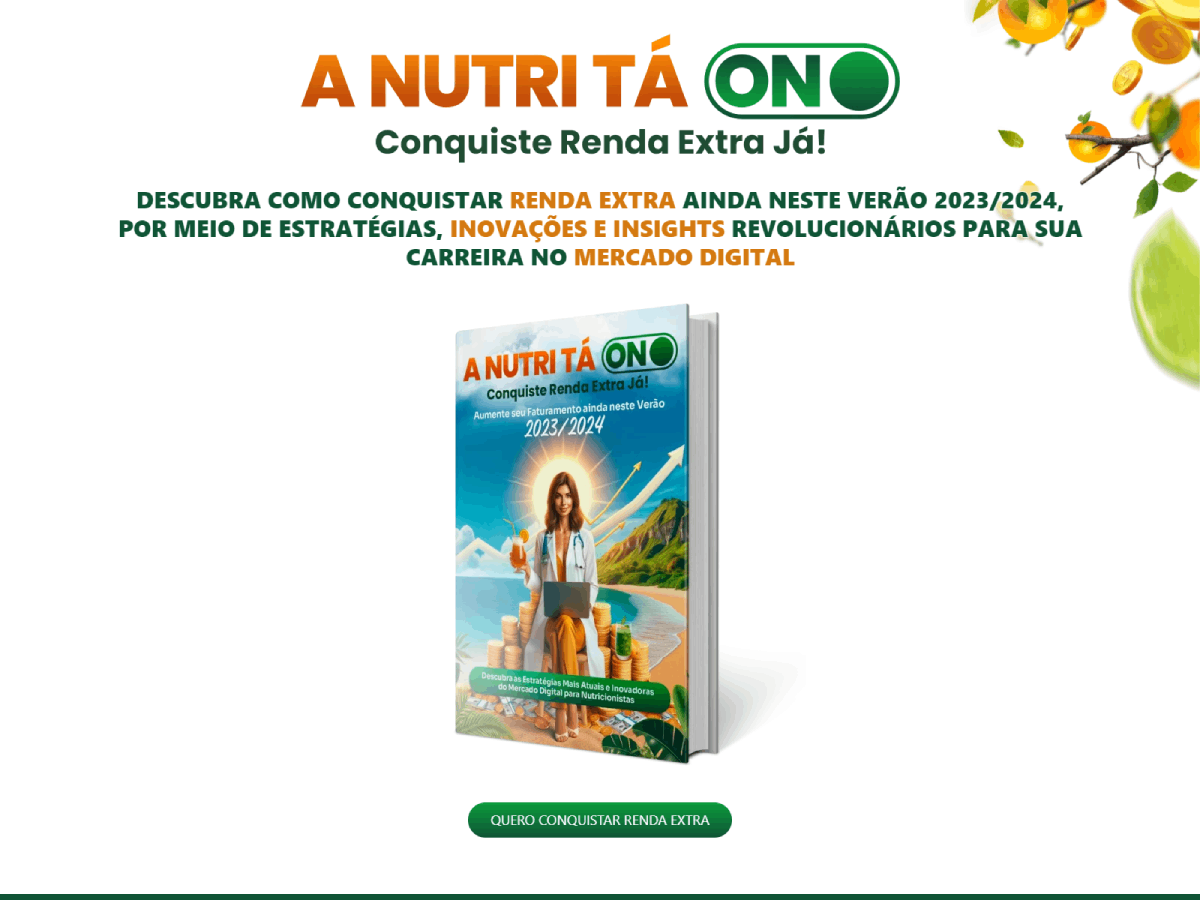 A NUTRI TÁ ON
Conquiste Renda Extra Já!
DESCUBRA COMO CONQUISTAR RENDA EXTRA AINDA NESTE VERÃO 2023/2024,
POR MEIO DE ESTRATÉGIAS, INOVAÇÕES E INSIGHTS REVOLUCIONÁRIOS PARA SUA
CARREIRA NO MERCADO DIGITAL
A NUTRI TÁ ON
Conquiste Renda Extra Já!
Aumente seu Faturamento ainda neste Verão
2023/2024
Descubra as Estratégias Mais Atuais e Inovadoras
do Mercado Digital para Nutricionistas
QUERO CONQUISTAR RENDA EXTRA